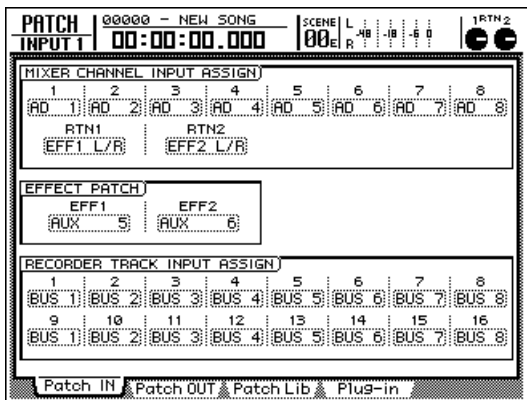 PATCH 00000 - NEW SONG SCENE L -48 -18 -6 0 1RTN2
INPUT 1 00:00:00.000 00E R
MIXER CHANNEL INPUT ASSIGN
1 2 3 4 5 6 7 8
AD 1 AD 2 AD 3 AD 4 AD 5 AD 6 AD 7 AD 8
RTN1 RTN2
EFF1 L/R EFF2 L/R
EFFECT PATCH
EFF1 EFF2
AUX 5 AUX 6
RECORDER TRACK INPUT ASSIGN
1 2 3 4 5 6 7 8
BUS 1 BUS 2 BUS 3 BUS 4 BUS 5 BUS 6 BUS 7 BUS 8
9 10 11 12 13 14 15 16
BUS 1 BUS 2 BUS 3 BUS 4 BUS 5 BUS 6 BUS 7 BUS 8
Patch IN Patch OUT Patch Lib Plug-in